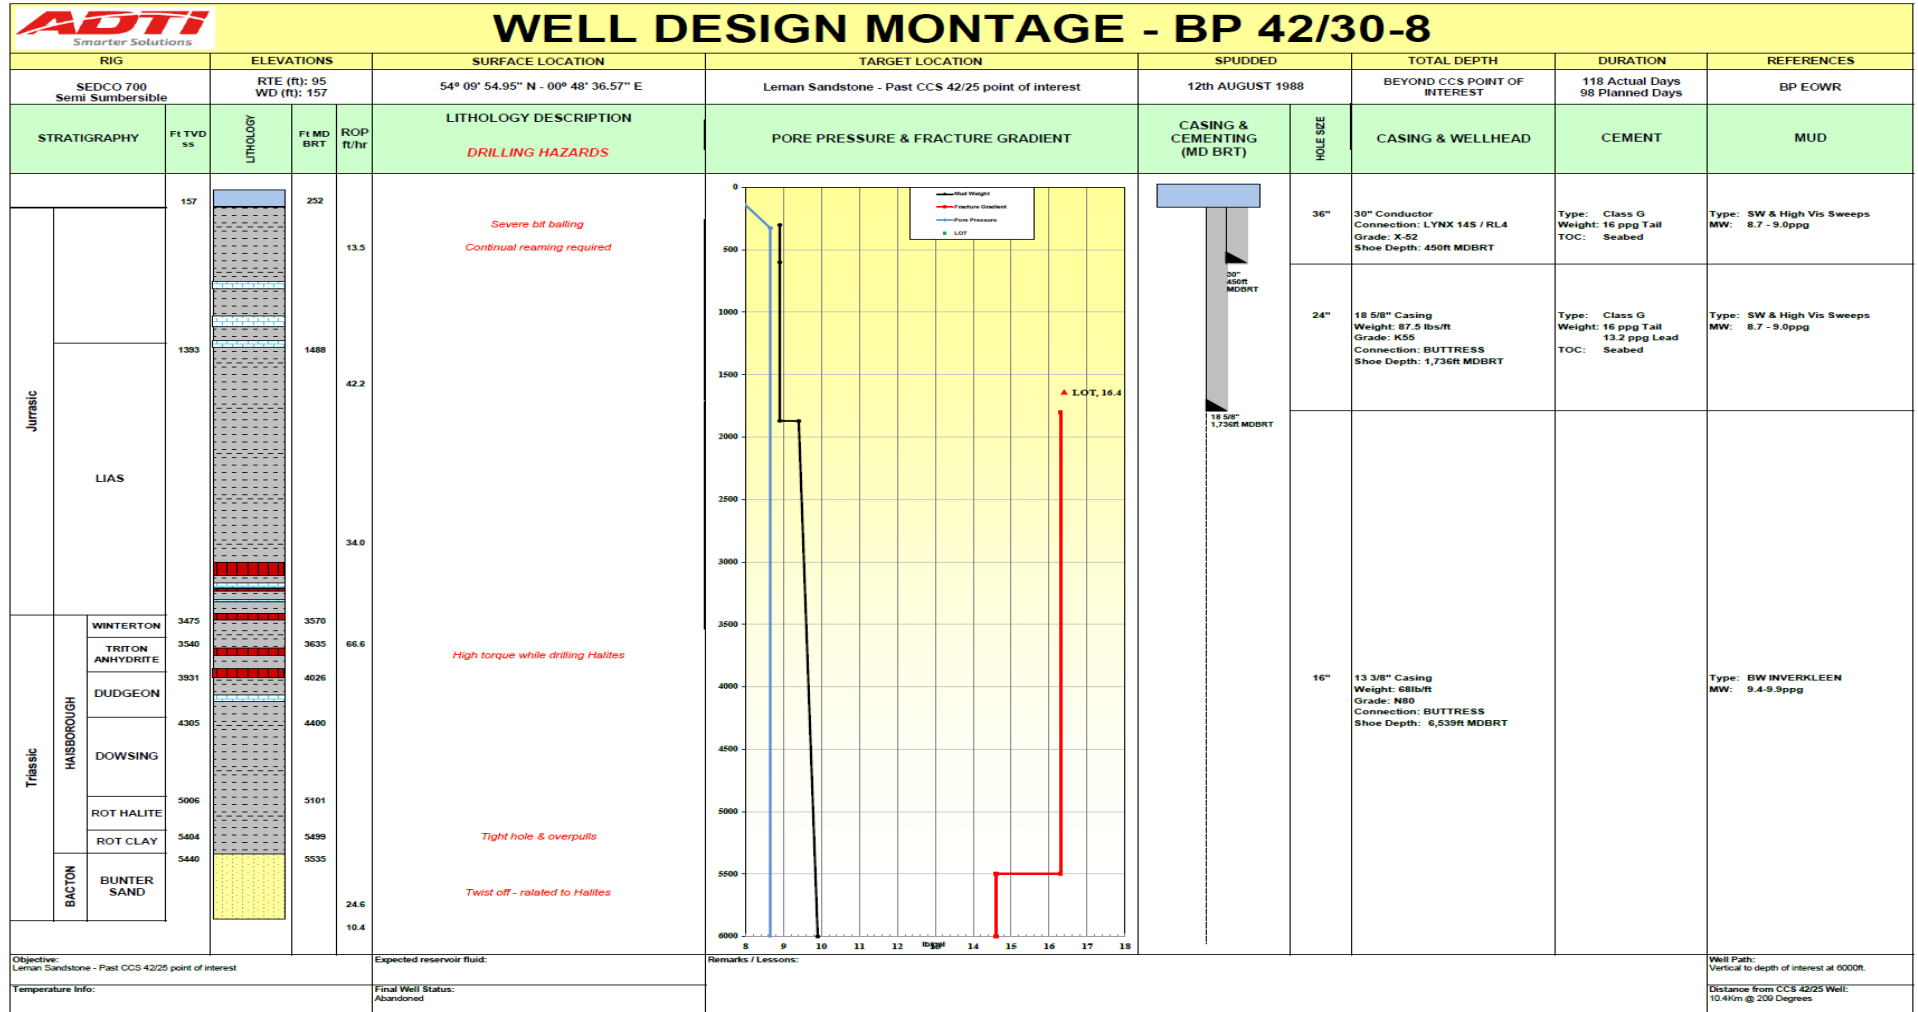 ADTI
Smarter Solutions
WELL DESIGN MONTAGE - BP 42/30-8
RIG
ELEVATIONS
SURFACE LOCATION
TARGET LOCATION
SPUDDED
TOTAL DEPTH
DURATION
REFERENCES
SEDCO 700
Semi Sumbersible
RTE (ft): 95
WD (ft): 157
54º 09' 54.95" N - 00º 48' 36.57" E
Leman Sandstone - Past CCS 42/25 point of interest
12th AUGUST 1988
BEYOND CCS POINT OF
INTEREST
118 Actual Days
98 Planned Days
BP EOWR
STRATIGRAPHY
Ft TVD
ss
LITHOLOGY
Ft MD
BRT
ROP
ft/hr
LITHOLOGY DESCRIPTION
DRILLING HAZARDS
PORE PRESSURE & FRACTURE GRADIENT
CASING &
CEMENTING
(MD BRT)
HOLE SIZE
CASING & WELLHEAD
CEMENT
MUD
Jurrasic
LIAS
Triassic
HAISBOROUGH
WINTERTON
TRITON
ANHYDRITE
DUDGEON
DOWSING
ROT HALITE
ROT CLAY
BACTON
BUNTER
SAND
157
1393
3475
3540
3931
4305
5006
5404
5440
252
1488
3570
3635
4026
4400
5101
5499
5535
13.5
42.2
34.0
66.6
24.6
10.4
Severe bit balling
Continual reaming required
High torque while drilling Halites
Tight hole & overpulls
Twist off - ralated to Halites
Mud Weight
Fracture Gradient
Pore Pressure
LOT
0
500
1000
1500
2000
2500
3000
3500
4000
4500
5000
5500
6000
LOT, 16.4
8 9 10 11 12 13 14 15 16 17 18
lb/gal
30"
450ft
MDBRT
18 5/8"
1,736ft MDBRT
36"
30" Conductor
Connection: LYNX 14S / RL4
Grade: X-52
Shoe Depth: 450ft MDBRT
Type: Class G
Weight: 16 ppg Tail
TOC: Seabed
Type: SW & High Vis Sweeps
MW: 8.7 - 9.0ppg
24"
18 5/8" Casing
Weight: 87.5 lbs/ft
Grade: K55
Connection: BUTTRESS
Shoe Depth: 1,736ft MDBRT
Type: Class G
Weight: 16 ppg Tail
13.2 ppg Lead
TOC: Seabed
Type: SW & High Vis Sweeps
MW: 8.7 - 9.0ppg
16"
13 3/8" Casing
Weight: 68lb/ft
Grade: N80
Connection: BUTTRESS
Shoe Depth: 6,539ft MDBRT
Type: BW INVERKLEEN
MW: 9.4-9.9ppg
Objective:
Leman Sandstone - Past CCS 42/25 point of interest
Temperature Info:
Expected reservoir fluid:
Final Well Status:
Abandoned
Remarks / Lessons:
Well Path:
Vertical to depth of interest at 6000ft.
Distance from CCS 42/25 Well:
10.4Km @ 209 Degrees